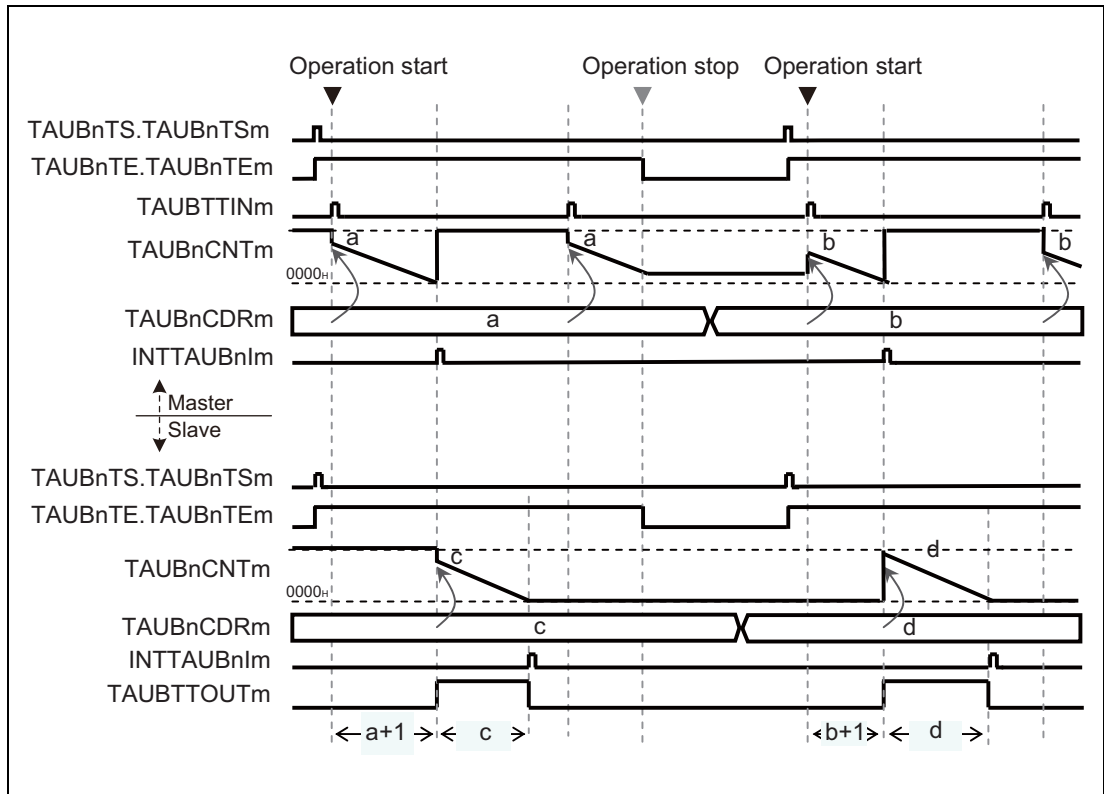 Operation start Operation stop Operation start
TAUBnTS.TAUBnTSm
TAUBnTE.TAUBnTEm
TAUBTTINm
TAUBnCNTm
a a b b
0000H
TAUBnCDRm
a b
INTTAUBnIm
Master
Slave
TAUBnTS.TAUBnTSm
TAUBnTE.TAUBnTEm
TAUBnCNTm
c d
0000H
TAUBnCDRm
c d
INTTAUBnIm
TAUBTTOUTm
a+1 c b+1 d